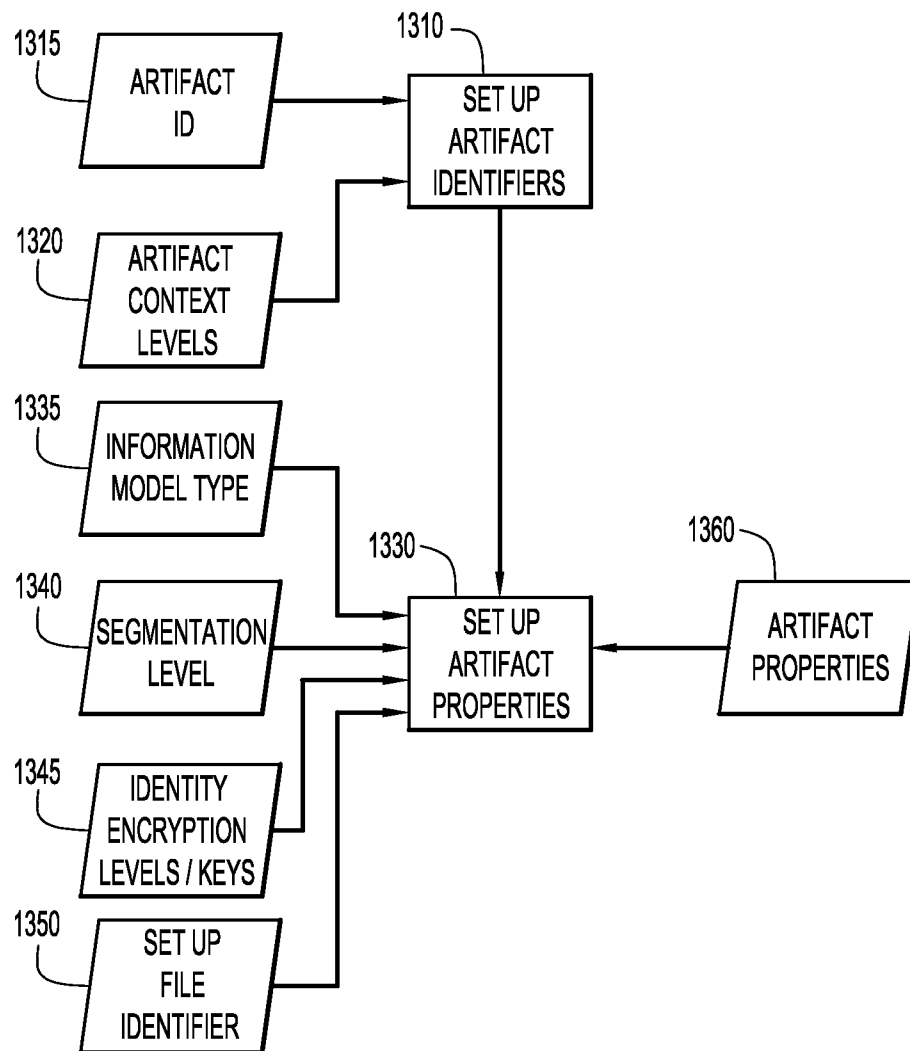 1315
ARTIFACT
ID
1310
SET UP
ARTIFACT
IDENTIFIERS
1320
ARTIFACT
CONTEXT
LEVELS
1335
INFORMATION
MODEL TYPE
1330
SET UP
ARTIFACT
PROPERTIES
1360
ARTIFACT
PROPERTIES
1340
SEGMENTATION
LEVEL
1345
IDENTITY
ENCRYPTION
LEVELS / KEYS
1350
SET UP
FILE
IDENTIFIER